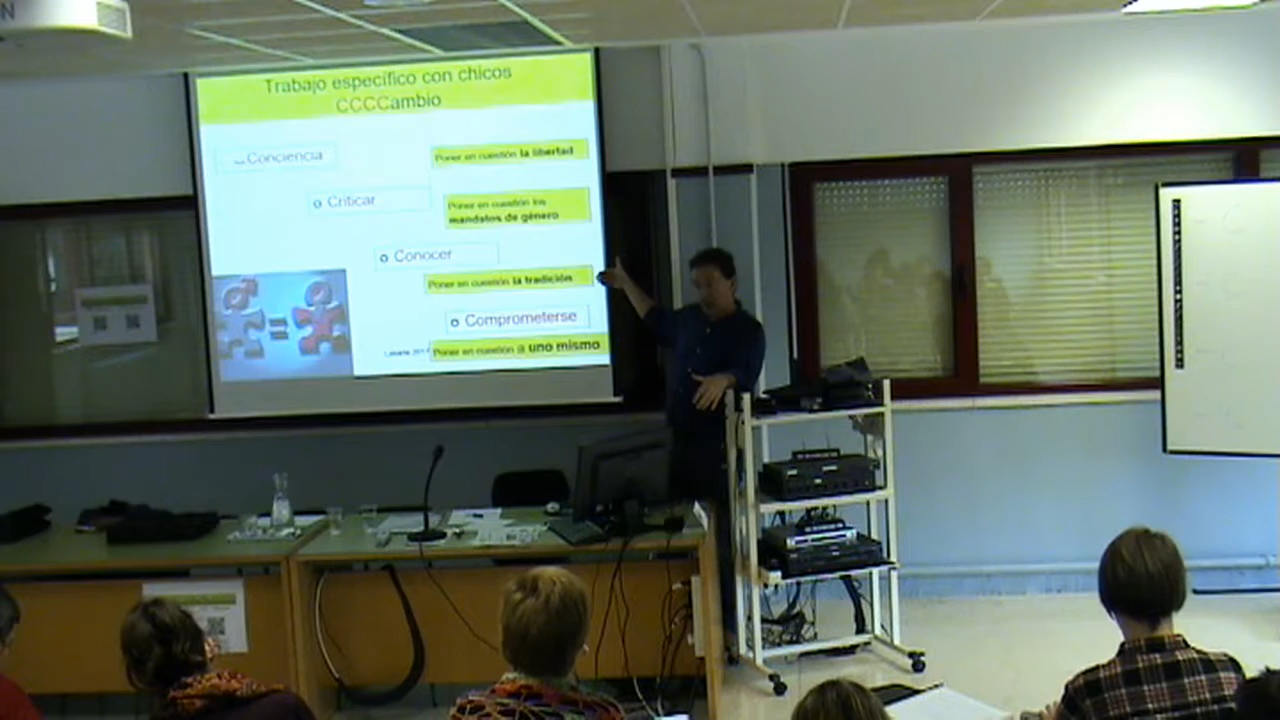 Trabajo específico con chicos
CCCCambio
Conciencia
Poner en cuestión la libertad
o Criticar
Poner en cuestión los
mandatos de género
o Conocer
Poner en cuestión la tradición
o Comprometerse
Poner en cuestión @ uno mismo